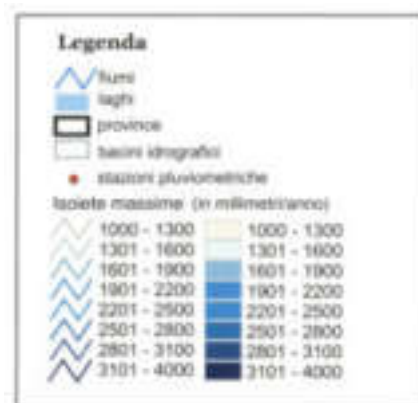 Legenda
fiumi
laghi
province
bacini idrografici
stazioni pluviometriche
Isoiete massime (in millimetri/anno)
1000 - 1300 1000 - 1300
1301 - 1600 1301 - 1600
1601 - 1900 1601 - 1900
1901 - 2200 1901 - 2200
2201 - 2500 2201 - 2500
2501 - 2800 2501 - 2800
2801 - 3100 2801 - 3100
3101 - 4000 3101 - 4000